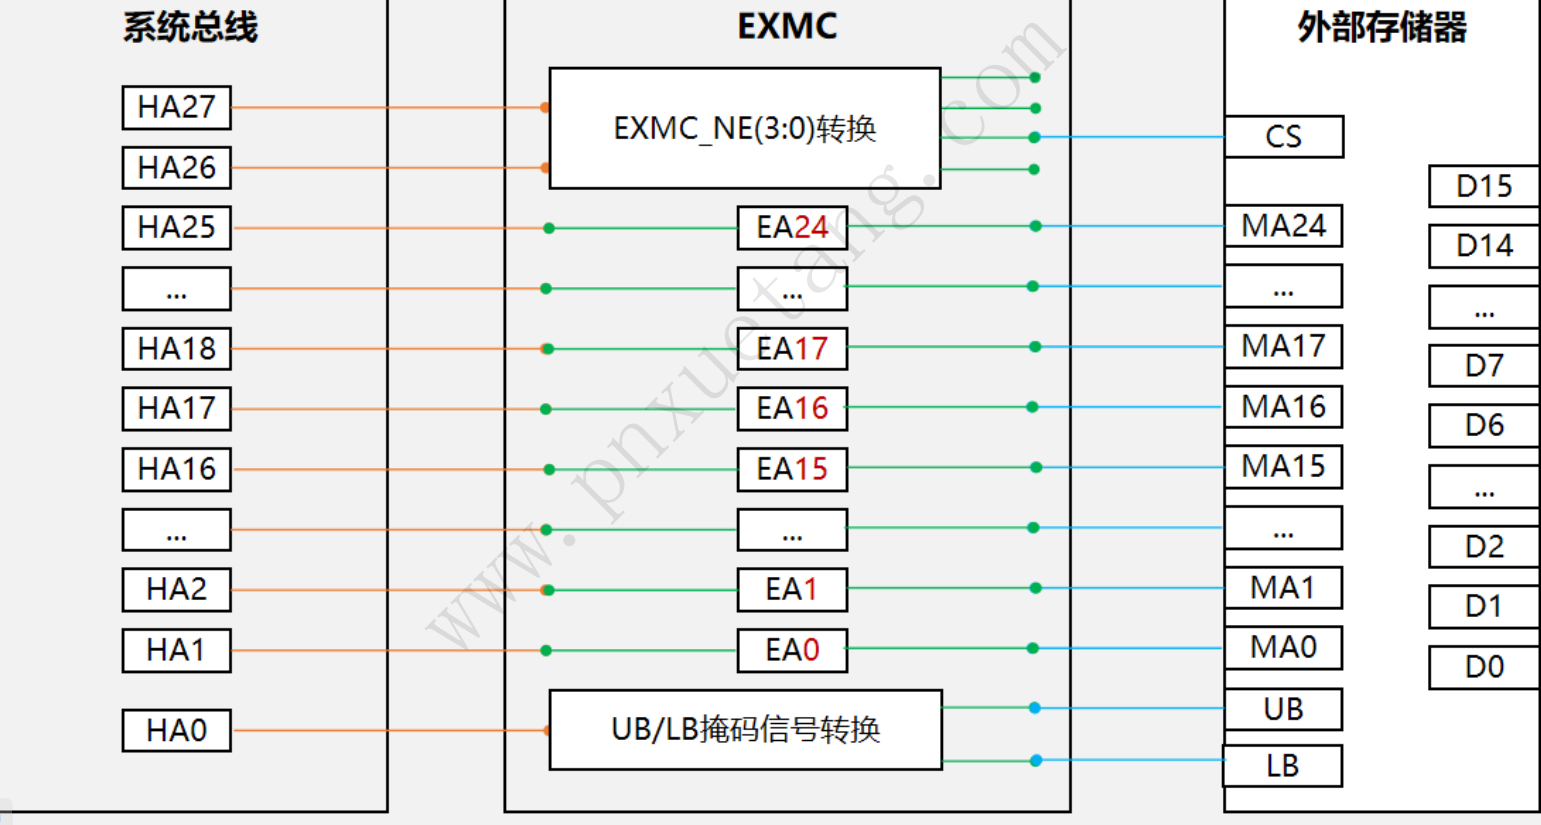 系统总线
HA27
HA26
HA25
...
HA18
HA17
HA16
...
HA2
HA1
HA0
EXMC
EXMC_NE(3:0)转换
EA24
...
EA17
EA16
EA15
...
EA1
EA0
UB/LB掩码信号转换
外部存储器
CS
MA24
...
MA17
MA16
MA15
...
MA1
MA0
UB
LB
D15
D14
...
D7
D6
...
D2
D1
D0
www.pnxuetang.com